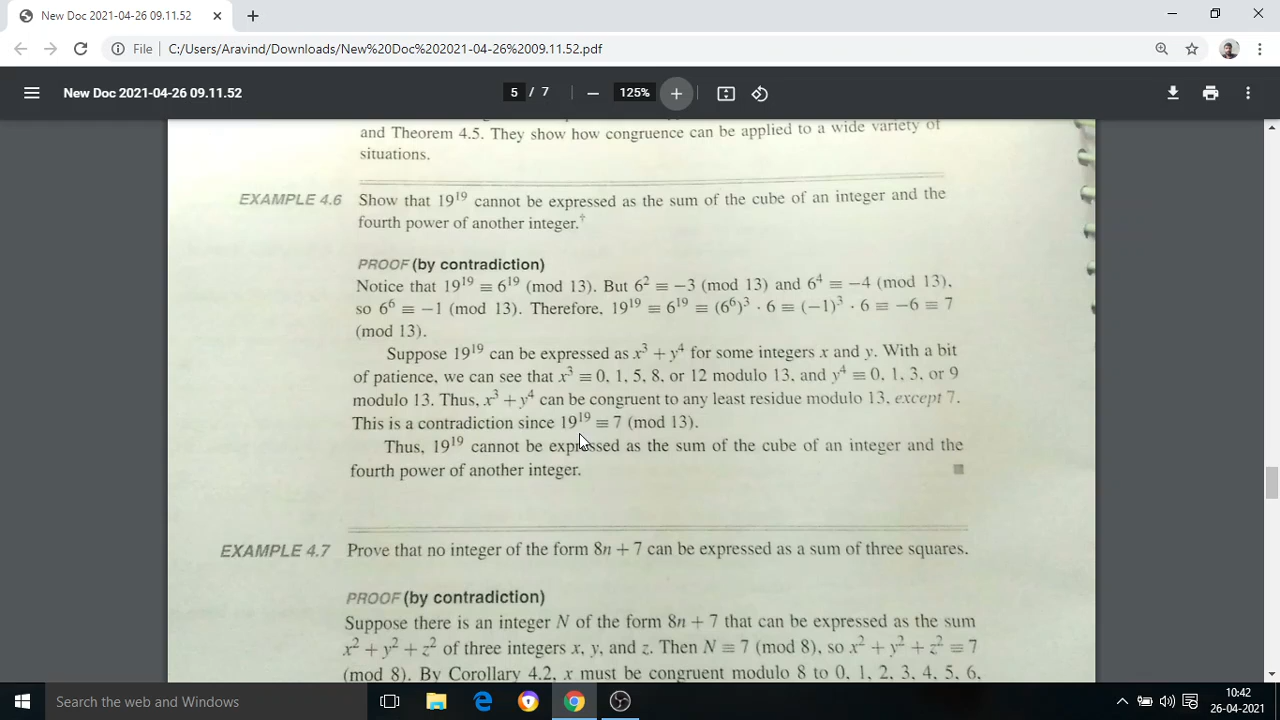 New Doc 2021-04-26 09.11.52
File C:/Users/Aravind/Downloads/New%20Doc%202021-04-26%2009.11.52.pdf
New Doc 2021-04-26 09.11.52
5 / 7
125%
and Theorem 4.5. They show how congruence can be applied to a wide variety of
situations.
EXAMPLE 4.6 Show that 19¹⁹ cannot be expressed as the sum of the cube of an integer and the
fourth power of another integer.†
PROOF (by contradiction)
Notice that 19¹⁹ ≡ 6¹⁹ (mod 13). But 6² ≡ −3 (mod 13) and 6⁴ ≡ −4 (mod 13),
so 6⁶ ≡ −1 (mod 13). Therefore, 19¹⁹ ≡ 6¹⁹ ≡ (6⁶)³ · 6 ≡ (−1)³ · 6 ≡ −6 ≡ 7
(mod 13).
Suppose 19¹⁹ can be expressed as x³ + y⁴ for some integers x and y. With a bit
of patience, we can see that x³ ≡ 0, 1, 5, 8, or 12 modulo 13, and y⁴ ≡ 0, 1, 3, or 9
modulo 13. Thus, x³ + y⁴ can be congruent to any least residue modulo 13, except 7.
This is a contradiction since 19¹⁹ ≡ 7 (mod 13).
Thus, 19¹⁹ cannot be expressed as the sum of the cube of an integer and the
fourth power of another integer.
EXAMPLE 4.7 Prove that no integer of the form 8n + 7 can be expressed as a sum of three squares.
PROOF (by contradiction)
Suppose there is an integer N of the form 8n + 7 that can be expressed as the sum
x² + y² + z² of three integers x, y, and z. Then N ≡ 7 (mod 8), so x² + y² + z² ≡ 7
(mod 8). By Corollary 4.2, x must be congruent modulo 8 to 0, 1, 2, 3, 4, 5, 6,
Search the web and Windows
10:42
26-04-2021